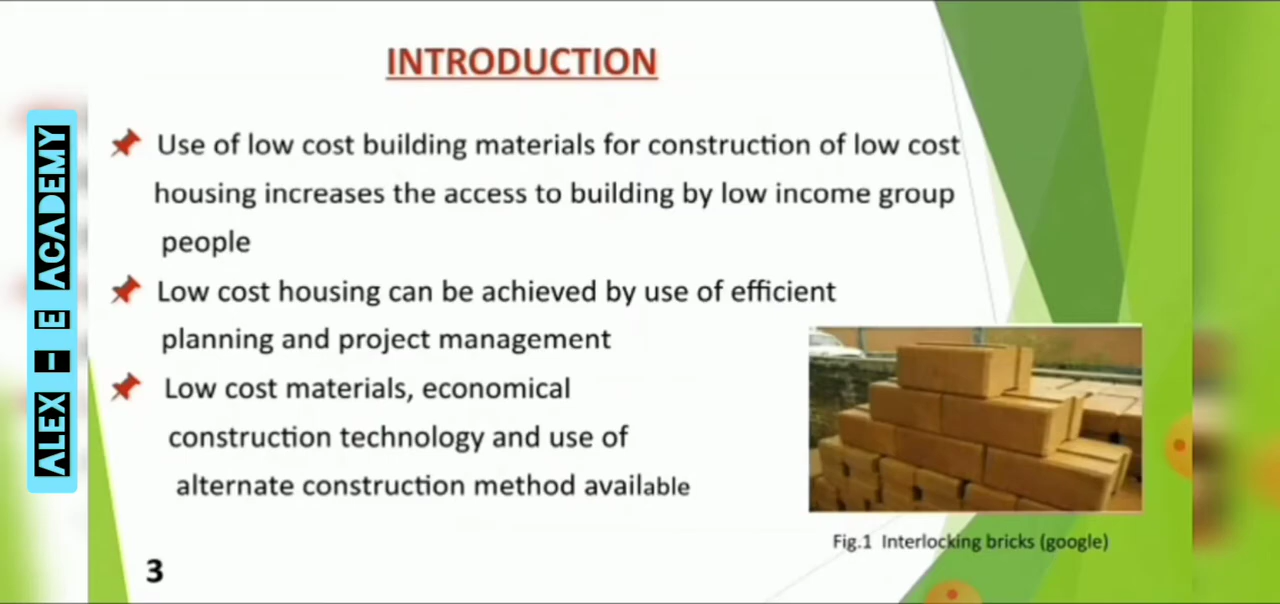 INTRODUCTION
Use of low cost building materials for construction of low cost
housing increases the access to building by low income group
people
Low cost housing can be achieved by use of efficient
planning and project management
Low cost materials, economical
construction technology and use of
alternate construction method available
Fig.1 Interlocking bricks (google)
3
ALEX - E ACADEMY